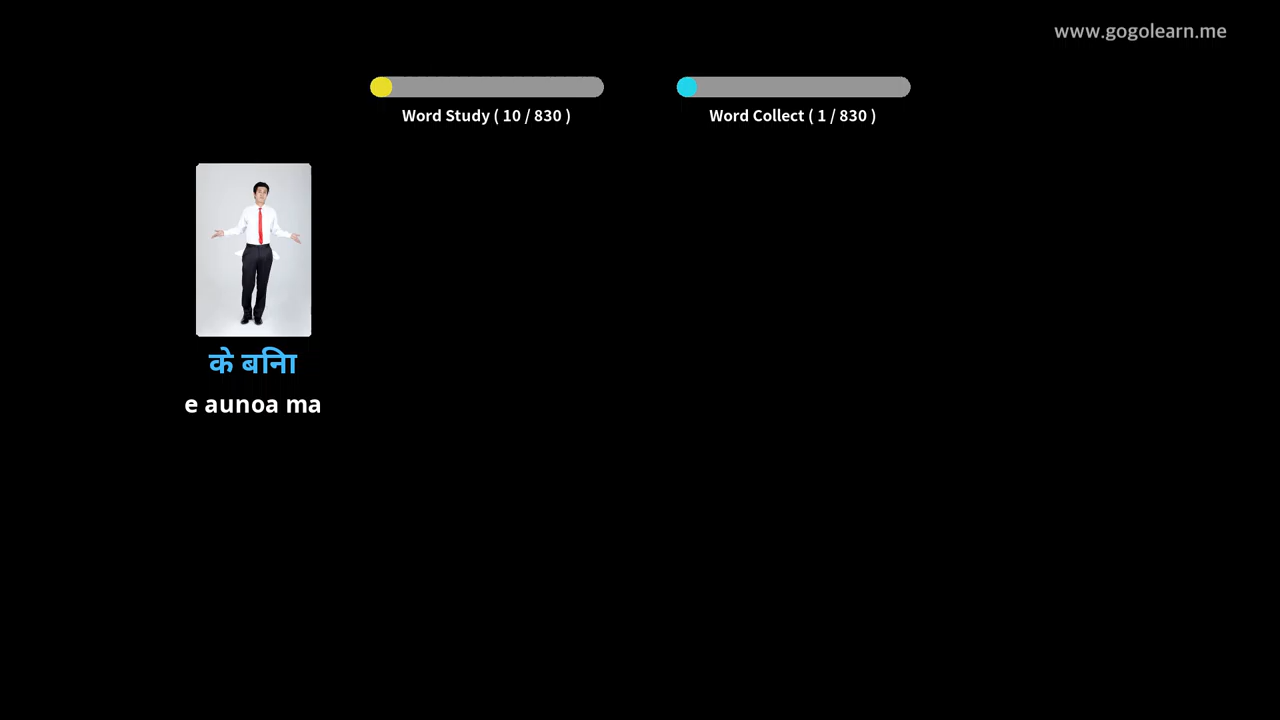 www.gogolearn.me
Word Study ( 10 / 830 )
Word Collect ( 1 / 830 )
के बिना
e aunoa ma